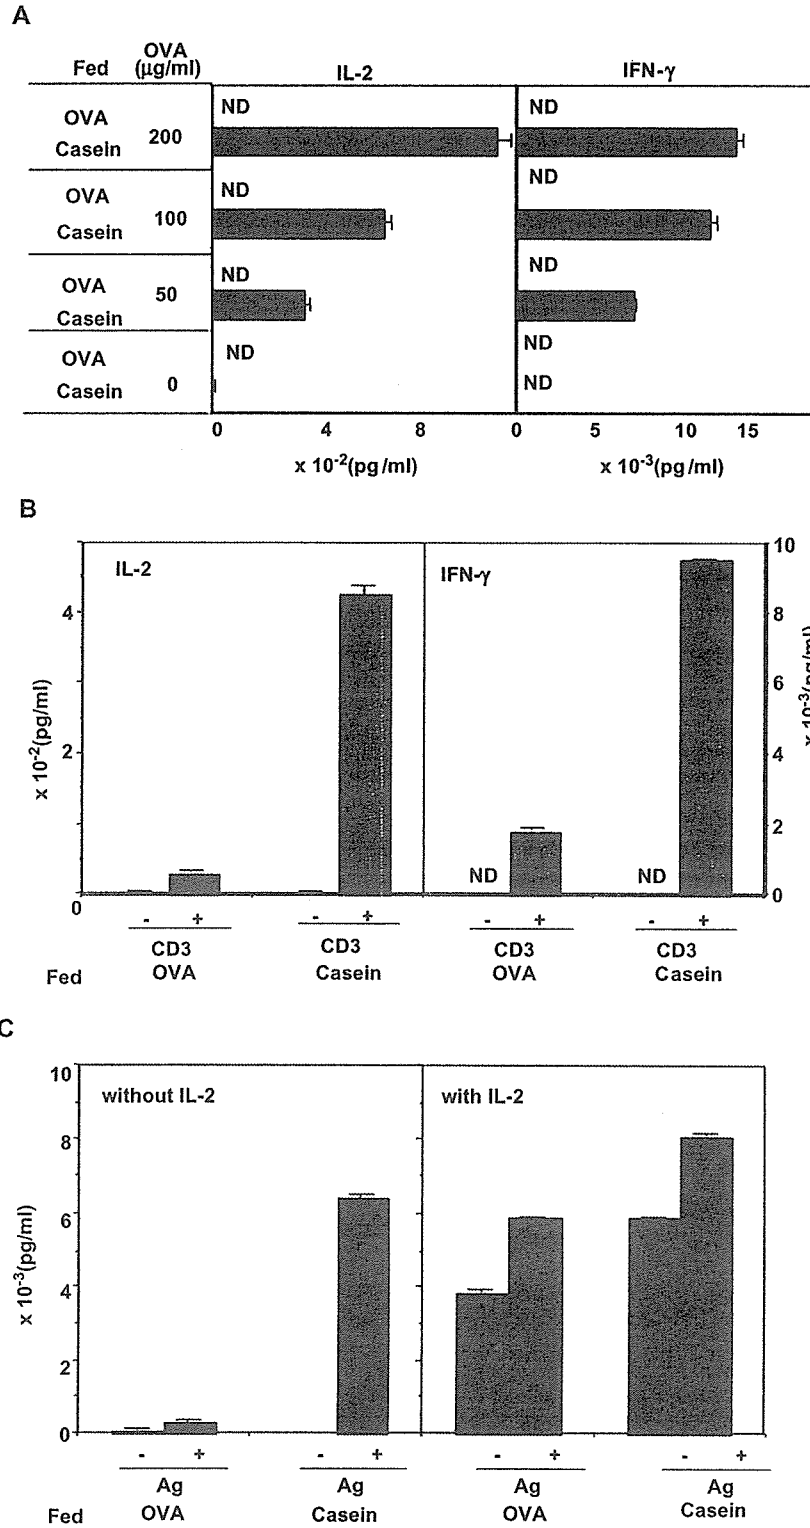 A
Fed OVA (µg/ml) IL-2 IFN-γ
OVA ND ND
Casein 200
OVA ND ND
Casein 100
OVA ND ND
Casein 50
OVA ND ND
Casein 0 ND
0 4 8 0 5 10 15
x 10-2(pg/ml) x 10-3(pg/ml)
B
IL-2 IFN-γ
10
8
6
4
2
0
4
2
0
x 10-2(pg/ml)
x 10-3(pg/ml)
ND ND
- + - + - + - +
CD3 CD3 CD3 CD3
Fed OVA Casein OVA Casein
C
without IL-2 with IL-2
10
8
6
4
2
0
x 10-3(pg/ml)
- + - + - + - +
Ag Ag Ag Ag
Fed OVA Casein OVA Casein